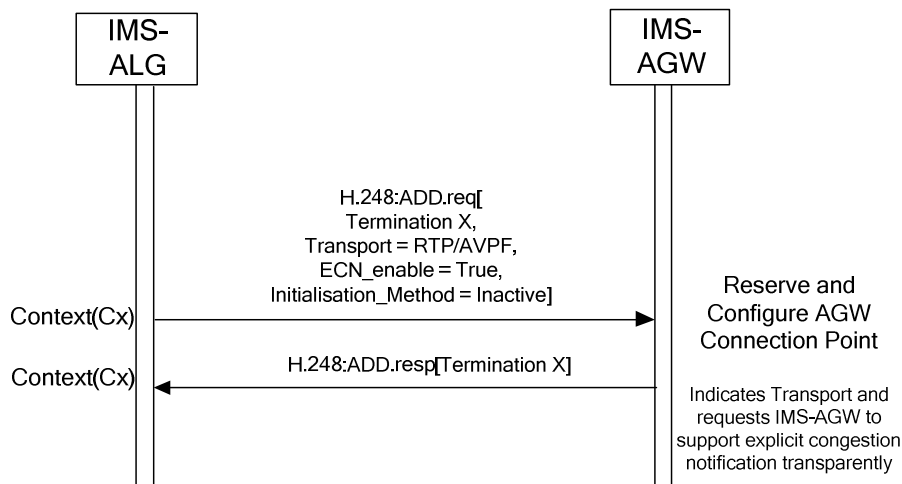 IMS-
ALG
IMS-
AGW
H.248:ADD.req[
Termination X,
Transport = RTP/AVPF,
ECN_enable = True,
Initialisation_Method = Inactive]
Context(Cx)
Reserve and
Configure AGW
Connection Point
H.248:ADD.resp[Termination X]
Context(Cx)
Indicates Transport and
requests IMS-AGW to
support explicit congestion
notification transparently